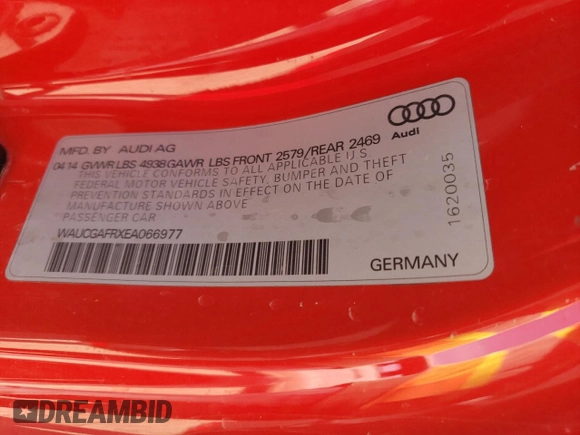 MFD. BY AUDI AG
0414 GVWR LBS 4938 GAWR LBS FRONT 2579/REAR 2469
THIS VEHICLE CONFORMS TO ALL APPLICABLE U S
FEDERAL MOTOR VEHICLE SAFETY, BUMPER AND THEFT
PREVENTION STANDARDS IN EFFECT ON THE DATE OF
MANUFACTURE SHOWN ABOVE
PASSENGER CAR
WAUCGAFRXEA066977
Audi
1620035
GERMANY
DREAMBID